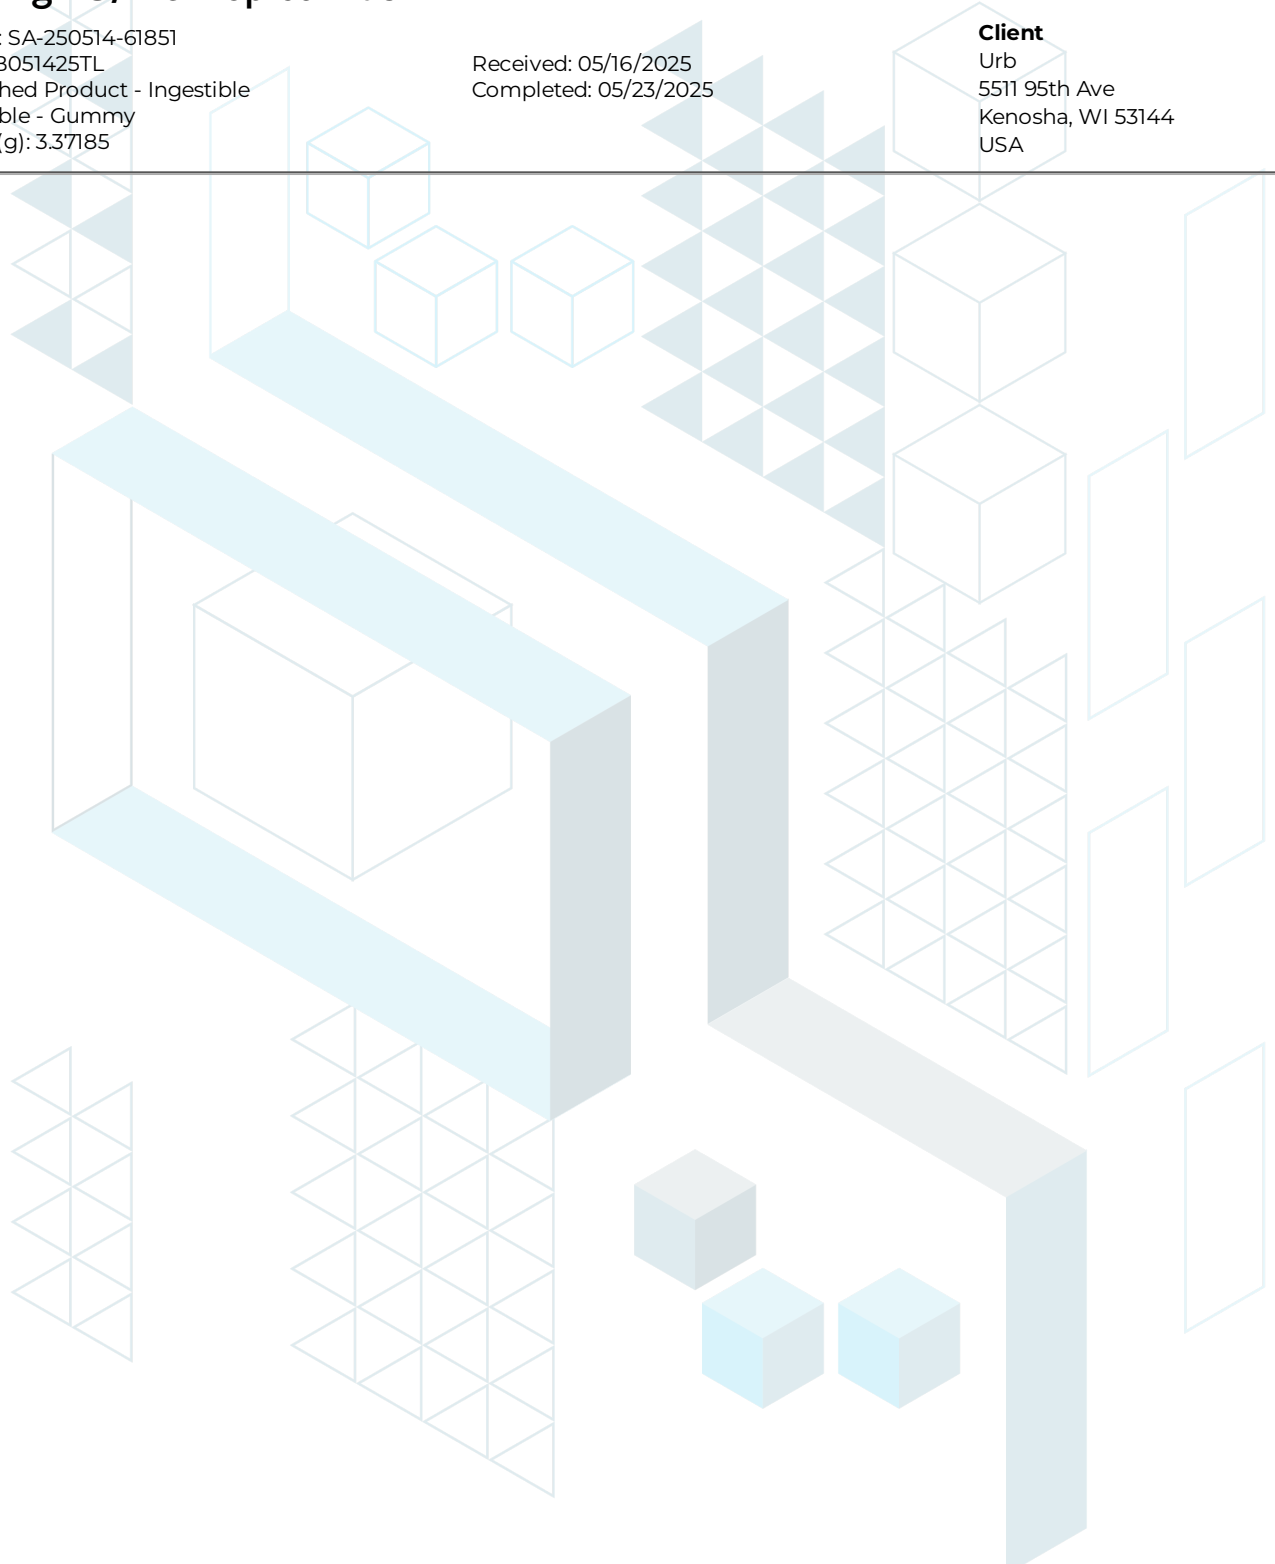 : SA-250514-61851
B051425TL
hed Product - Ingestible
ble - Gummy
(g): 3.37185
Received: 05/16/2025
Completed: 05/23/2025
Client
Urb
5511 95th Ave
Kenosha, WI 53144
USA